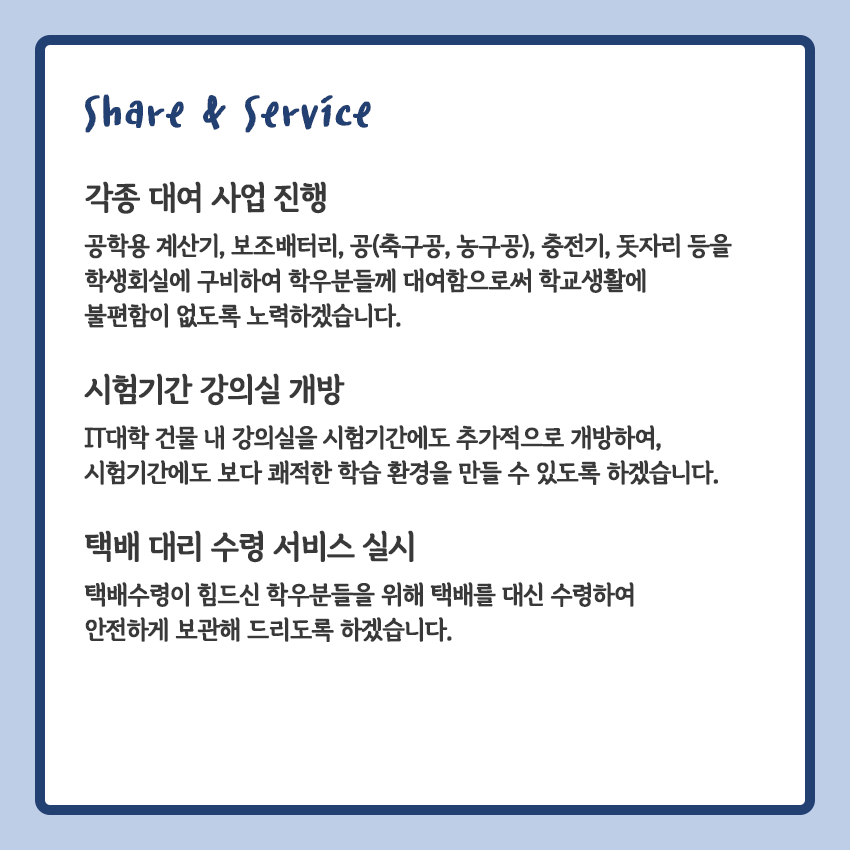 Share & Service
각종 대여 사업 진행
공학용 계산기, 보조배터리, 공(축구공, 농구공), 충전기, 돗자리 등을
학생회실에 구비하여 학우분들께 대여함으로써 학교생활에
불편함이 없도록 노력하겠습니다.
시험기간 강의실 개방
IT대학 건물 내 강의실을 시험기간에도 추가적으로 개방하여,
시험기간에도 보다 쾌적한 학습 환경을 만들 수 있도록 하겠습니다.
택배 대리 수령 서비스 실시
택배수령이 힘드신 학우분들을 위해 택배를 대신 수령하여
안전하게 보관해 드리도록 하겠습니다.